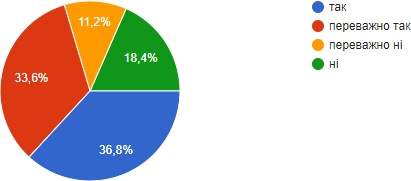 11,2%
18,4%
33,6%
36,8%
так
переважно так
переважно ні
ні